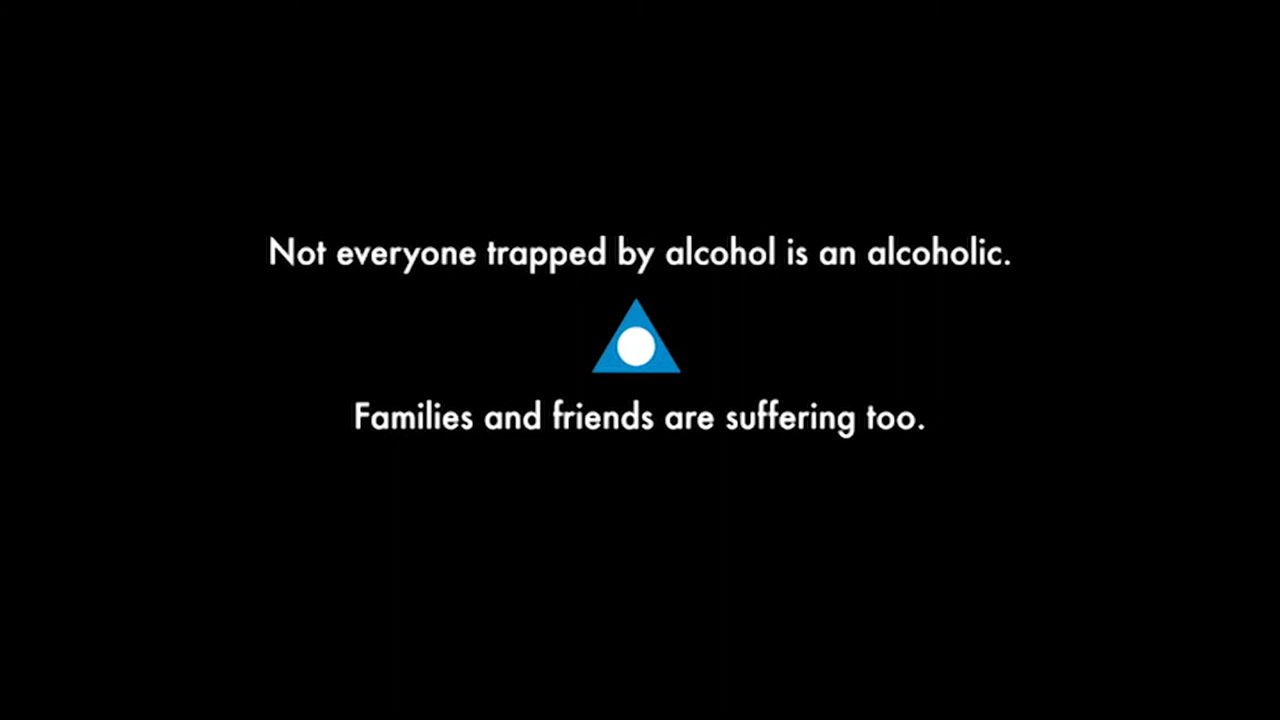 Not everyone trapped by alcohol is an alcoholic.
Families and friends are suffering too.